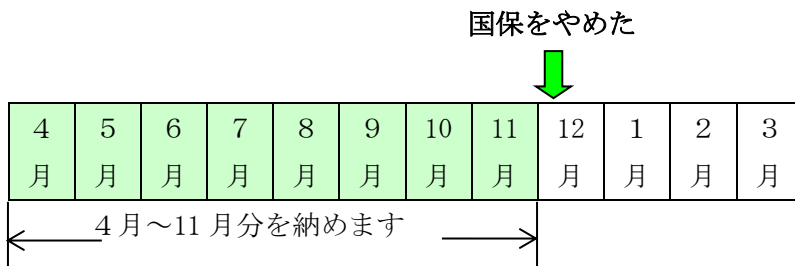 国保をやめた
4 5 6 7 8 9 10 11 12 1 2 3
月 月 月 月 月 月 月 月 月 月 月 月
4月～11月分を納めます